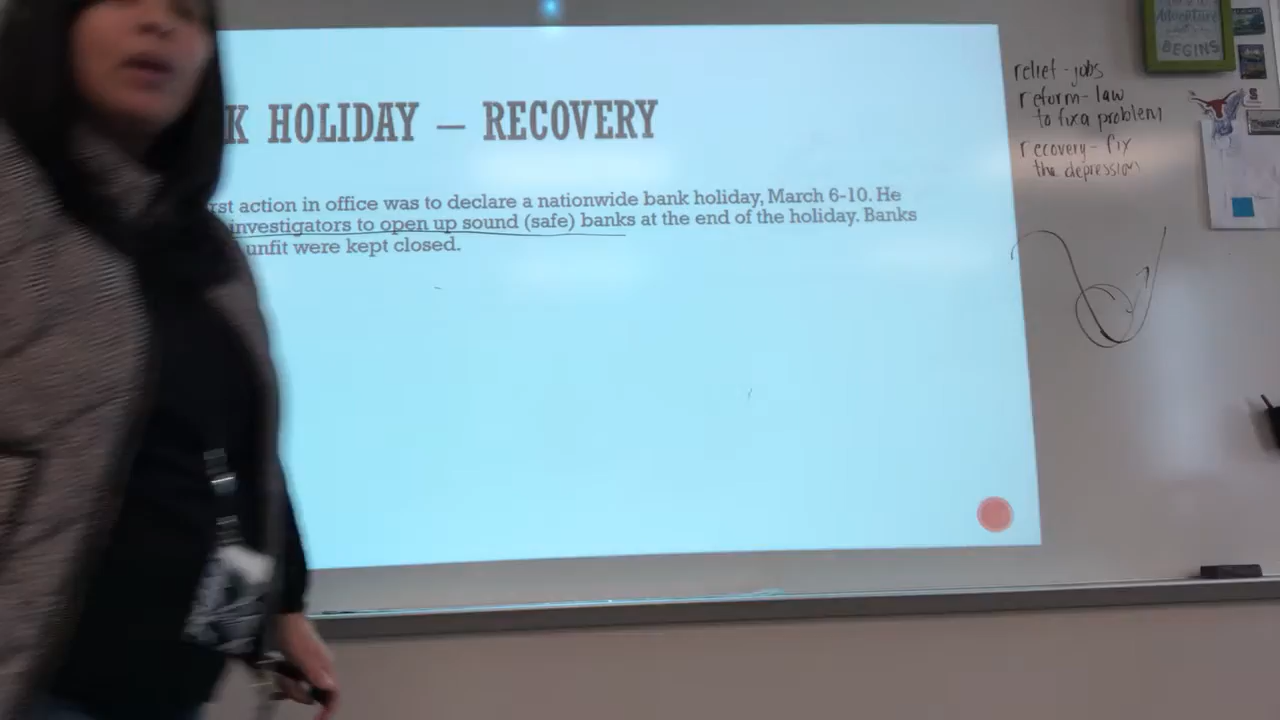 K HOLIDAY – RECOVERY
rst action in office was to declare a nationwide bank holiday, March 6-10. He
investigators to open up sound (safe) banks at the end of the holiday. Banks
unfit were kept closed.
relief - jobs
reform - law
to fix a problem
recovery - fix
the depression
Adventure
BEGINS